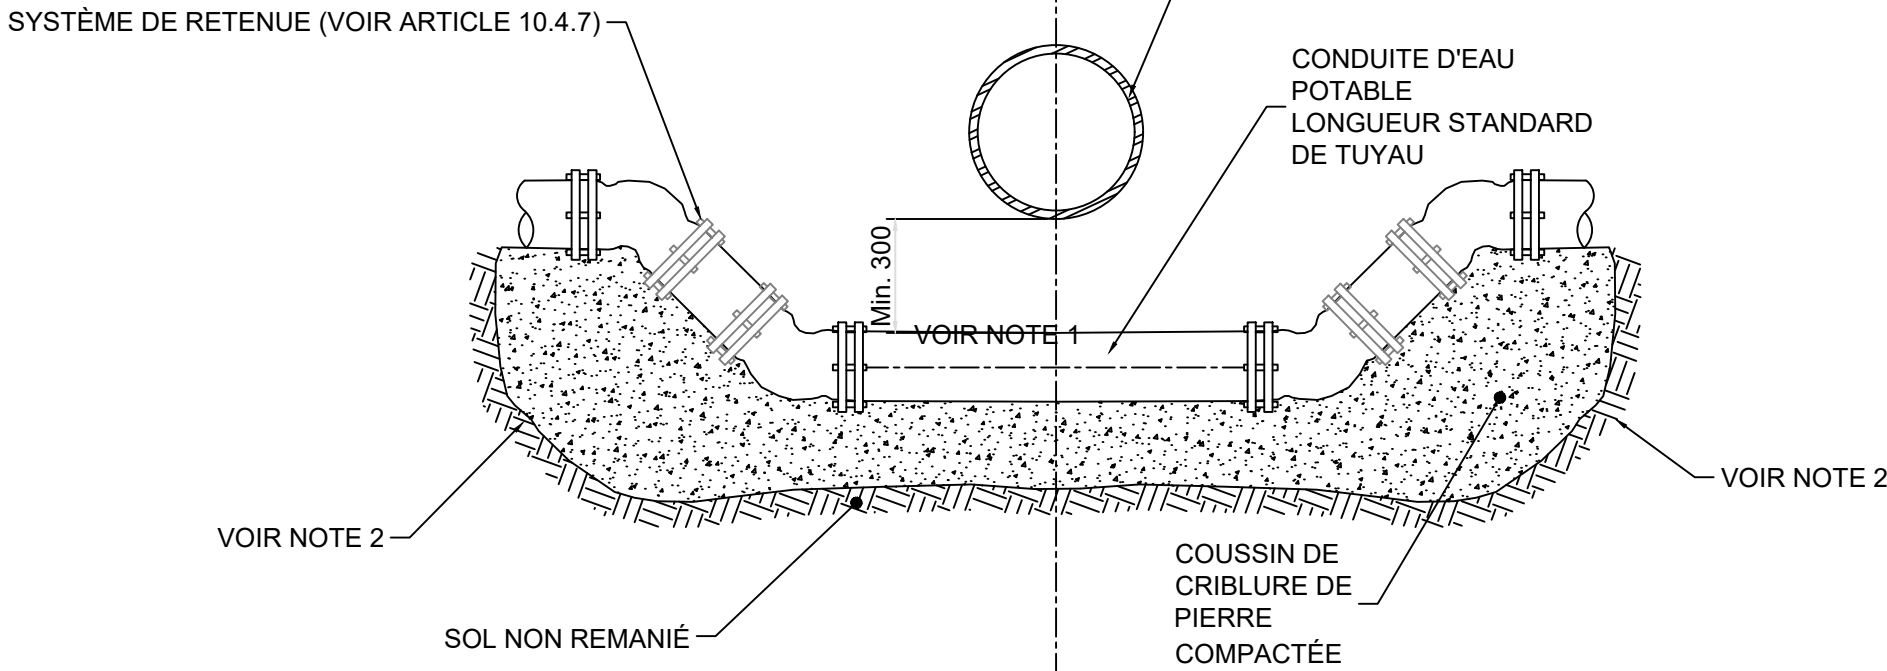 SYSTÈME DE RETENUE (VOIR ARTICLE 10.4.7)
CONDUITE D'EAU
POTABLE
LONGUEUR STANDARD
DE TUYAU
Min. 300
VOIR NOTE 1
VOIR NOTE 2
VOIR NOTE 2
COUSSIN DE
CRIBLURE DE
PIERRE
COMPACTÉE
SOL NON REMANIÉ